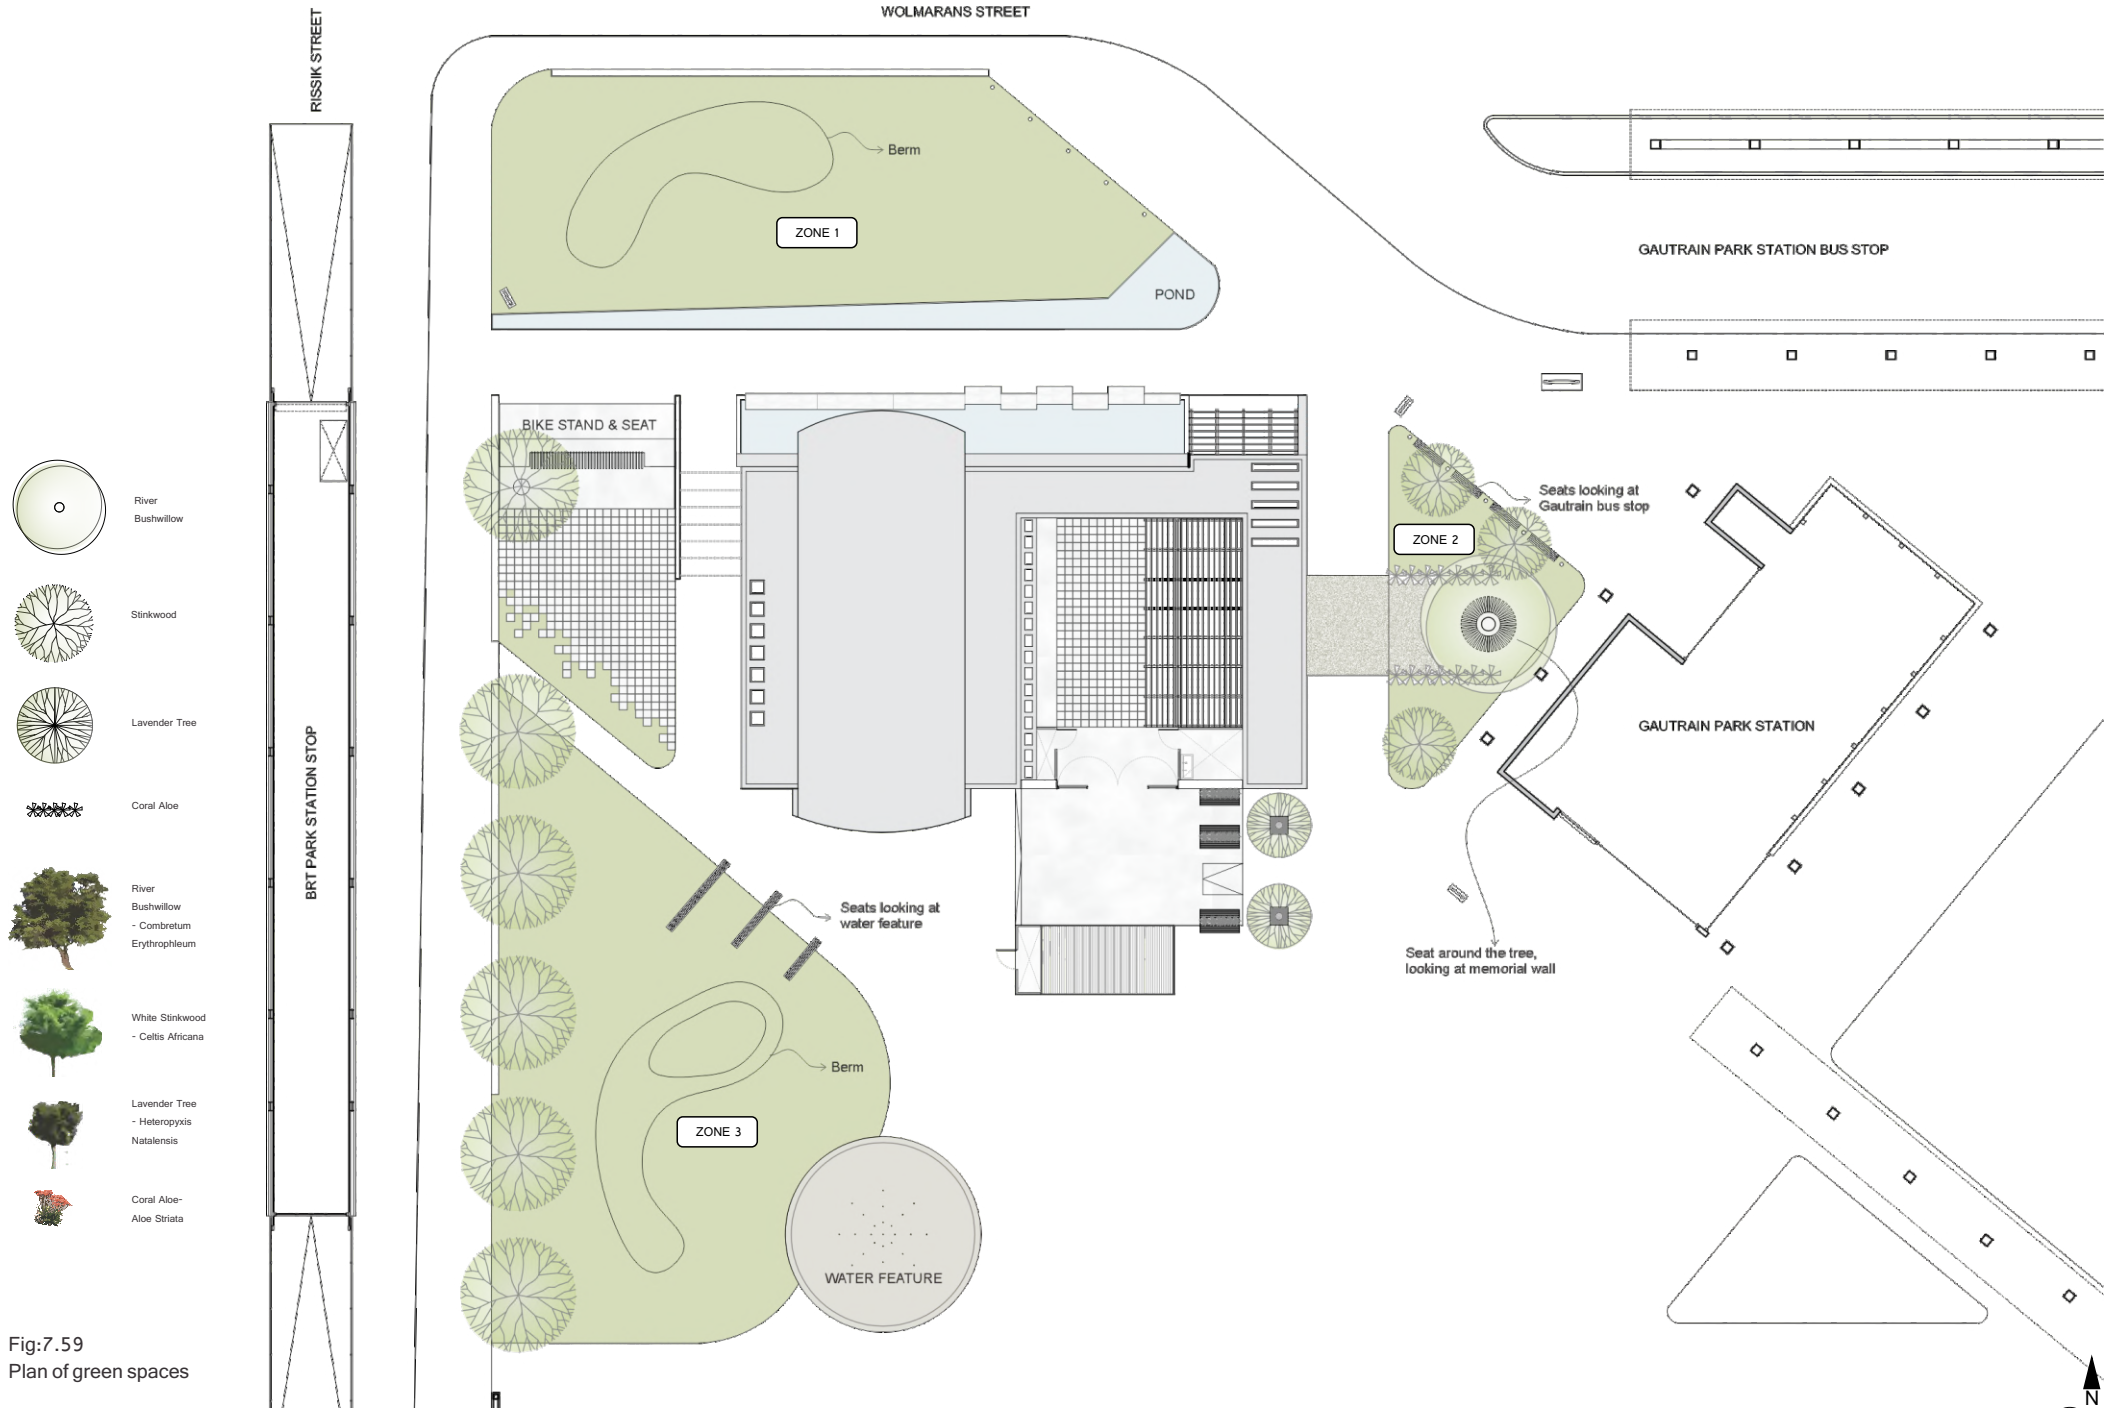 WOLMARANS STREET
RISSIK STREET
Berm
ZONE 1
POND
GAUTRAIN PARK STATION BUS STOP
BIKE STAND & SEAT
Seats looking at
Gautrain bus stop
ZONE 2
River
Bushwillow
Stinkwood
Lavender Tree
Coral Aloe
River
Bushwillow
- Combretum
Erythrophleum
White Stinkwood
- Celtis Africana
Lavender Tree
- Heteropyxis
Natalensis
Coral Aloe-
Aloe Striata
BRT PARK STATION STOP
GAUTRAIN PARK STATION
Seats looking at
water feature
Seat around the tree,
looking at memorial wall
Berm
ZONE 3
WATER FEATURE
Fig:7.59
Plan of green spaces
N